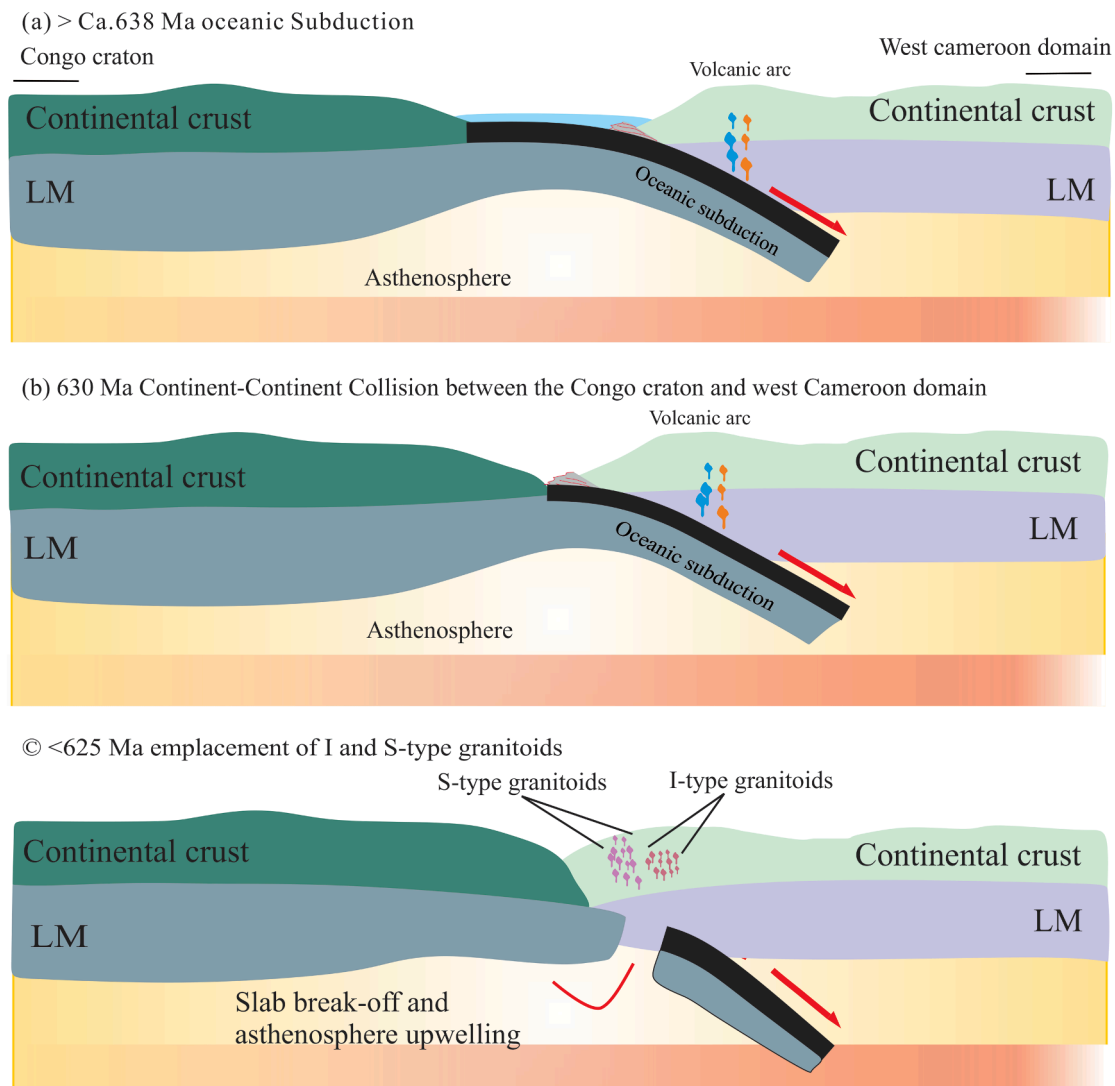 (a) > Ca.638 Ma oceanic Subduction
Congo craton
West cameroon domain
Volcanic arc
Continental crust
Continental crust
LM
LM
Oceanic subduction
Asthenosphere
(b) 630 Ma Continent-Continent Collision between the Congo craton and west Cameroon domain
Volcanic arc
Continental crust
Continental crust
LM
LM
Oceanic subduction
Asthenosphere
© <625 Ma emplacement of I and S-type granitoids
S-type granitoids
I-type granitoids
Continental crust
Continental crust
LM
LM
Slab break-off and
asthenosphere upwelling